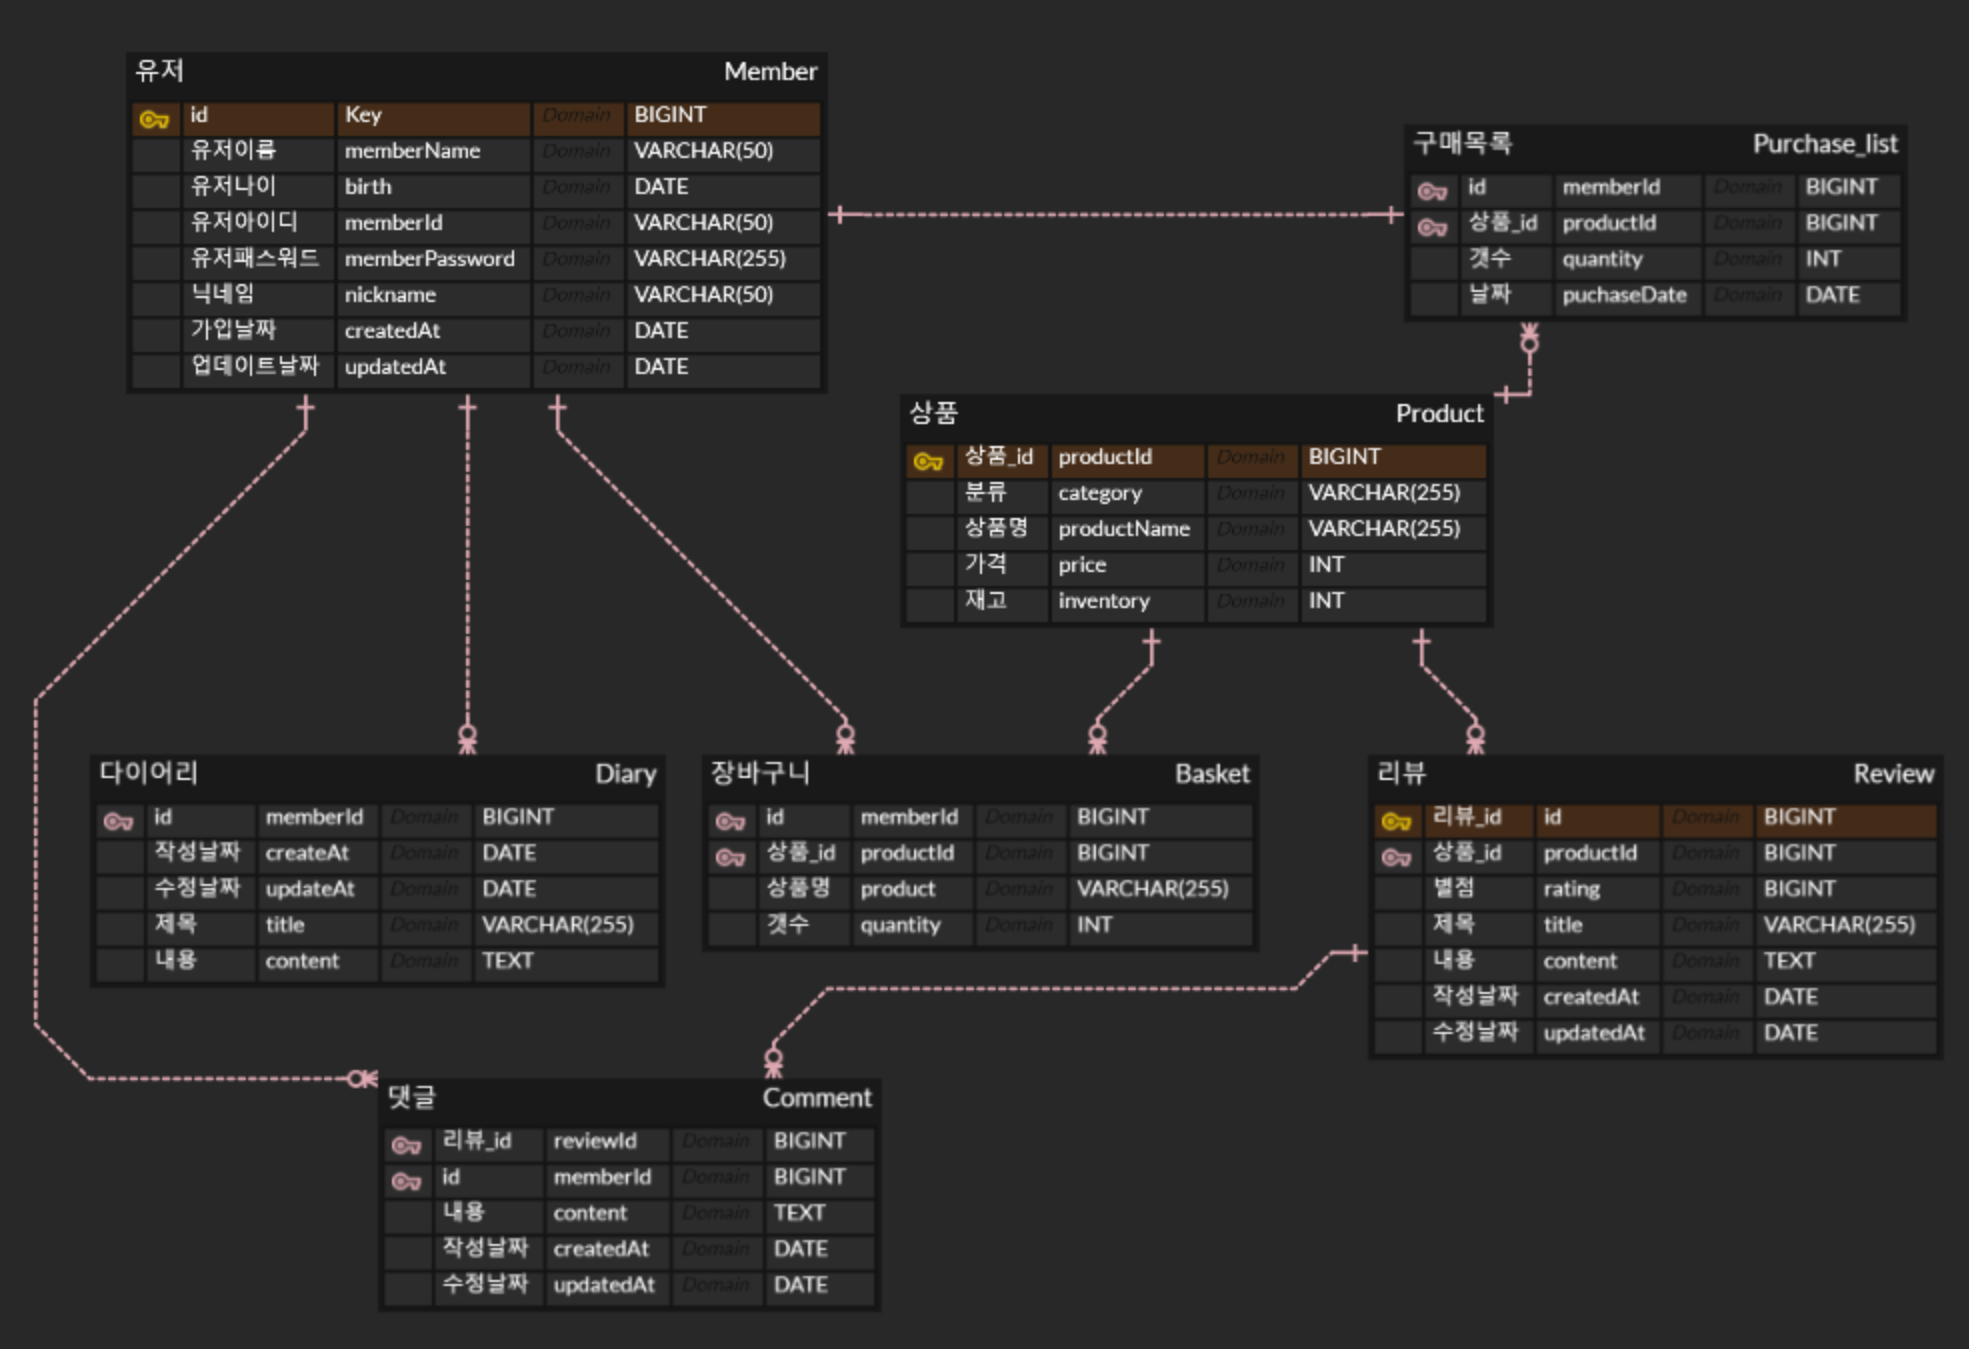 유저 Member
id Key Domain BIGINT
유저이름 memberName Domain VARCHAR(50)
유저나이 birth Domain DATE
유저아이디 memberId Domain VARCHAR(50)
유저패스워드 memberPassword Domain VARCHAR(255)
닉네임 nickname Domain VARCHAR(50)
가입날짜 createdAt Domain DATE
업데이트날짜 updatedAt Domain DATE
구매목록 Purchase_list
id memberId Domain BIGINT
상품_id productId Domain BIGINT
갯수 quantity Domain INT
날짜 puchaseDate Domain DATE
상품 Product
상품_id productId Domain BIGINT
분류 category Domain VARCHAR(255)
상품명 productName Domain VARCHAR(255)
가격 price Domain INT
재고 inventory Domain INT
다이어리 Diary
id memberId Domain BIGINT
작성날짜 createAt Domain DATE
수정날짜 updateAt Domain DATE
제목 title Domain VARCHAR(255)
내용 content Domain TEXT
장바구니 Basket
id memberId Domain BIGINT
상품_id productId Domain BIGINT
상품명 product Domain VARCHAR(255)
갯수 quantity Domain INT
리뷰 Review
리뷰_id id Domain BIGINT
상품_id productId Domain BIGINT
별점 rating Domain BIGINT
제목 title Domain VARCHAR(255)
내용 content Domain TEXT
작성날짜 createdAt Domain DATE
수정날짜 updatedAt Domain DATE
댓글 Comment
리뷰_id reviewId Domain BIGINT
id memberId Domain BIGINT
내용 content Domain TEXT
작성날짜 createdAt Domain DATE
수정날짜 updatedAt Domain DATE